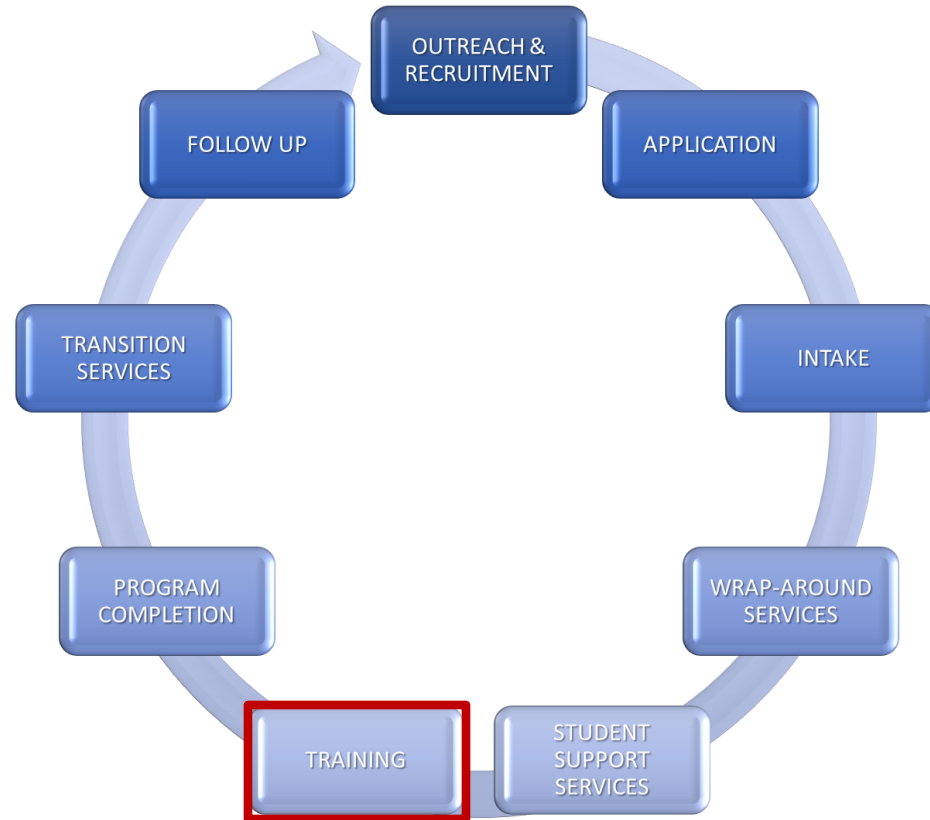 OUTREACH &
RECRUITMENT
APPLICATION
INTAKE
WRAP-AROUND
SERVICES
STUDENT
SUPPORT
SERVICES
TRAINING
PROGRAM
COMPLETION
TRANSITION
SERVICES
FOLLOW UP